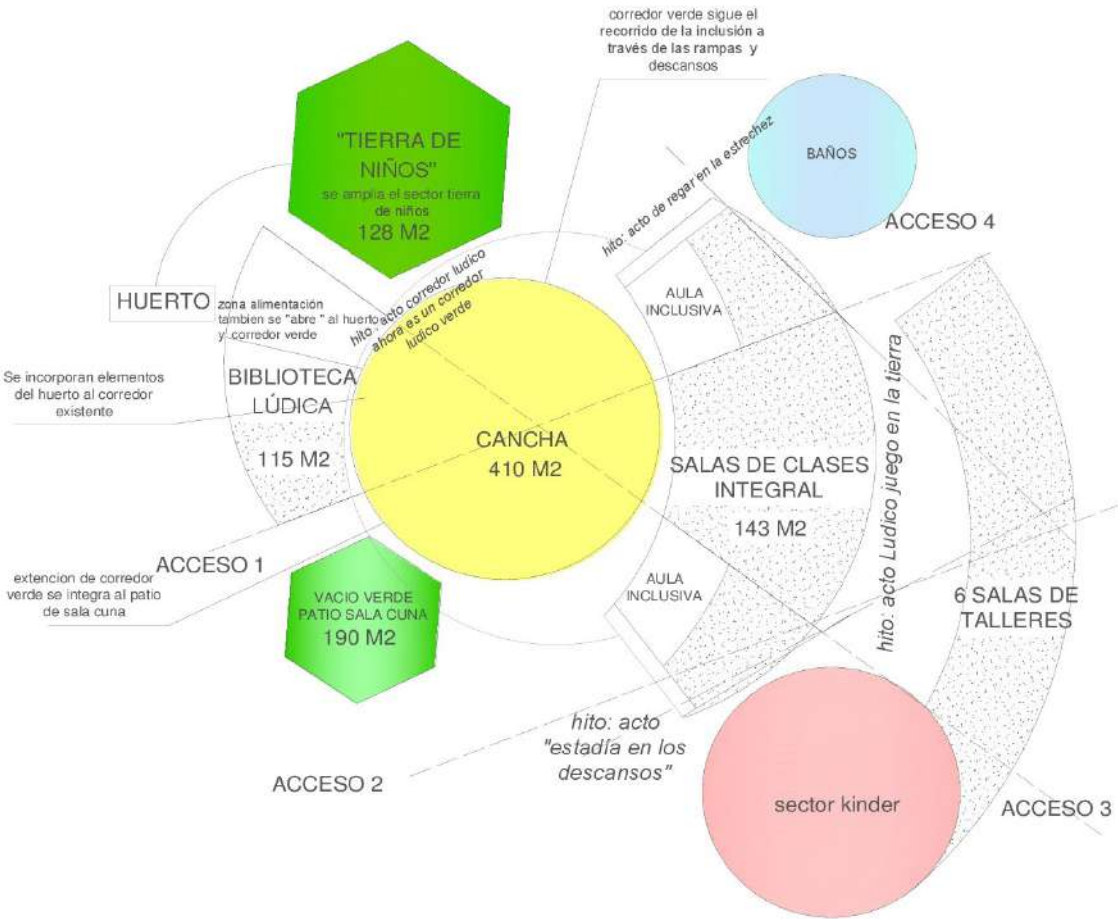 corredor verde sigue el
recorrido de la inclusión a
través de las rampas y
descansos
"TIERRA DE
NIÑOS"
se amplia el sector tierra
de niños
128 M2
BAÑOS
ACCESO 4
hito: acto de regar en la estrechez
HUERTO
zona alimentación
tambien se "abre " al huerto
y corredor verde
hito: acto corredor ludico
ahora es un corredor
ludico verde
AULA
INCLUSIVA
Se incorporan elementos
del huerto al corredor
existente
BIBLIOTECA
LÚDICA
115 M2
CANCHA
410 M2
SALAS DE CLASES
INTEGRAL
143 M2
hito: acto Ludico juego en la tierra
6 SALAS DE
TALLERES
ACCESO 1
extencion de corredor
verde se integra al patio
de sala cuna
VACIO VERDE
PATIO SALA CUNA
190 M2
AULA
INCLUSIVA
hito: acto
"estadía en los
descansos"
ACCESO 2
sector kinder
ACCESO 3